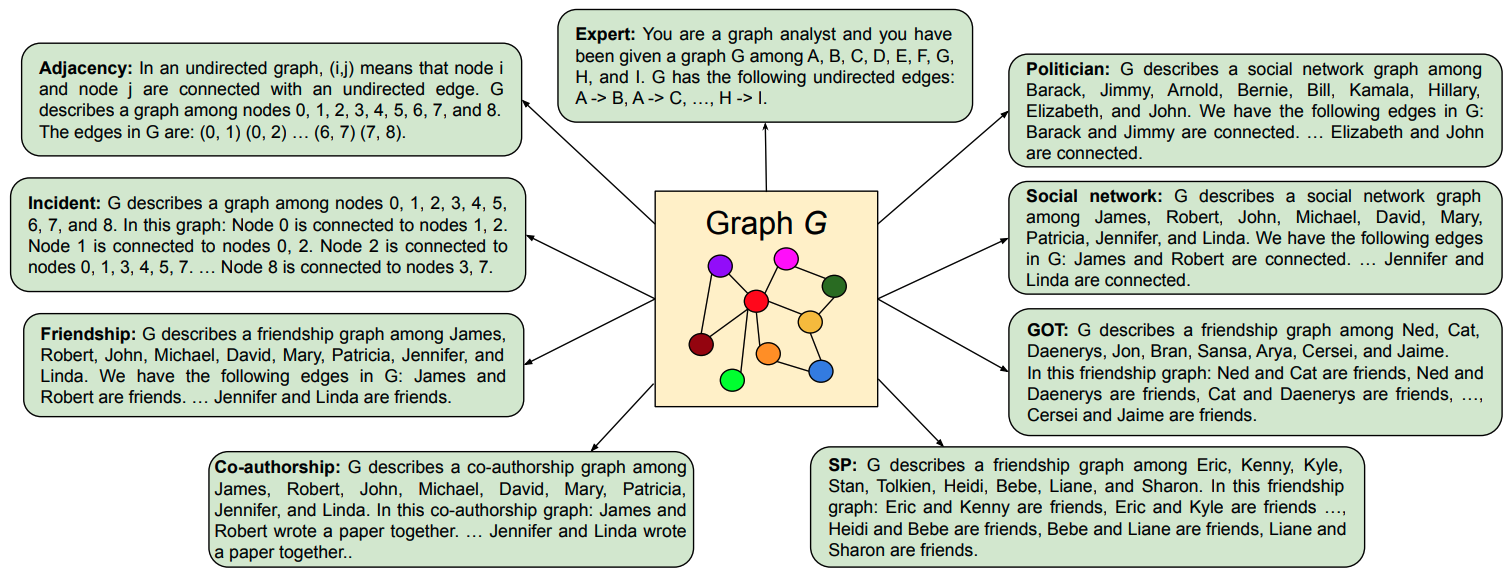 Expert: You are a graph analyst and you have
been given a graph G among A, B, C, D, E, F, G,
H, and I. G has the following undirected edges:
A -> B, A -> C, …, H -> I.
Adjacency: In an undirected graph, (i,j) means that node i
and node j are connected with an undirected edge. G
describes a graph among nodes 0, 1, 2, 3, 4, 5, 6, 7, and 8.
The edges in G are: (0, 1) (0, 2) … (6, 7) (7, 8).
Politician: G describes a social network graph among
Barack, Jimmy, Arnold, Bernie, Bill, Kamala, Hillary,
Elizabeth, and John. We have the following edges in G:
Barack and Jimmy are connected. … Elizabeth and John
are connected.
Incident: G describes a graph among nodes 0, 1, 2, 3, 4, 5,
6, 7, and 8. In this graph: Node 0 is connected to nodes 1, 2.
Node 1 is connected to nodes 0, 2. Node 2 is connected to
nodes 0, 1, 3, 4, 5, 7. … Node 8 is connected to nodes 3, 7.
Graph G
Social network: G describes a social network graph
among James, Robert, John, Michael, David, Mary,
Patricia, Jennifer, and Linda. We have the following edges
in G: James and Robert are connected. … Jennifer and
Linda are connected.
Friendship: G describes a friendship graph among James,
Robert, John, Michael, David, Mary, Patricia, Jennifer, and
Linda. We have the following edges in G: James and
Robert are friends. … Jennifer and Linda are friends.
GOT: G describes a friendship graph among Ned, Cat,
Daenerys, Jon, Bran, Sansa, Arya, Cersei, and Jaime.
In this friendship graph: Ned and Cat are friends, Ned and
Daenerys are friends, Cat and Daenerys are friends, …,
Cersei and Jaime are friends.
Co-authorship: G describes a co-authorship graph among
James, Robert, John, Michael, David, Mary, Patricia,
Jennifer, and Linda. In this co-authorship graph: James and
Robert wrote a paper together. … Jennifer and Linda wrote
a paper together..
SP: G describes a friendship graph among Eric, Kenny, Kyle,
Stan, Tolkien, Heidi, Bebe, Liane, and Sharon. In this friendship
graph: Eric and Kenny are friends, Eric and Kyle are friends …,
Heidi and Bebe are friends, Bebe and Liane are friends, Liane and
Sharon are friends.